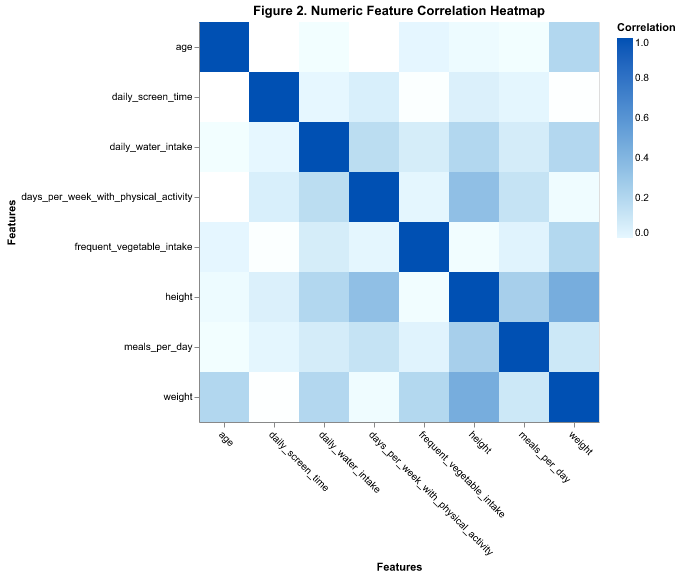 Figure 2. Numeric Feature Correlation Heatmap
Correlation
1.0
0.8
0.6
0.4
0.2
0.0
Features
age
daily_screen_time
daily_water_intake
days_per_week_with_physical_activity
frequent_vegetable_intake
height
meals_per_day
weight
age
daily_screen_time
daily_water_intake
days_per_week_with_physical_activity
frequent_vegetable_intake
height
meals_per_day
weight
Features